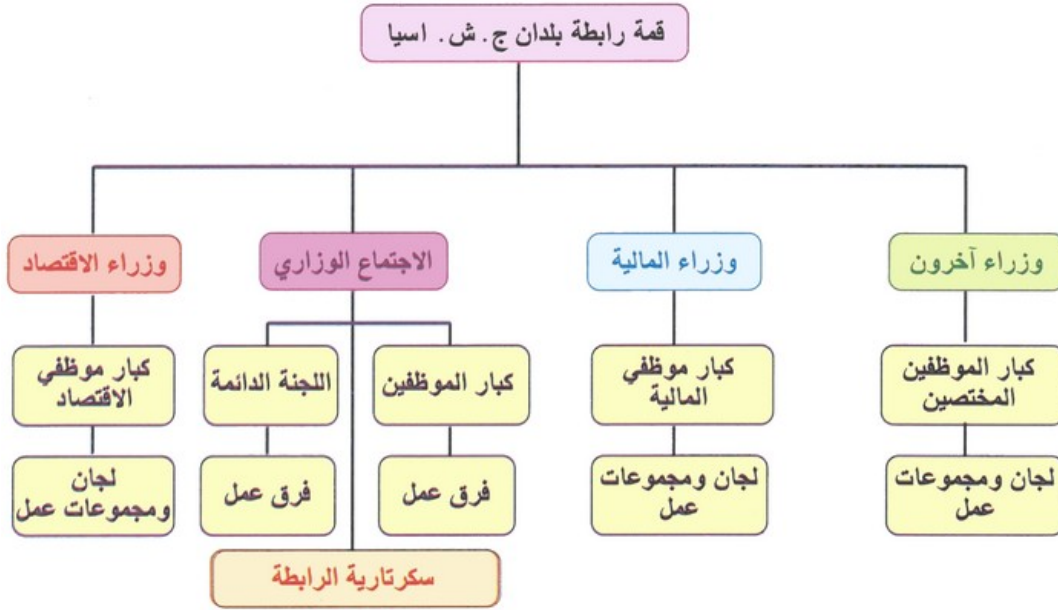 قمة رابطة بلدان ج. ش. اسيا
وزراء آخرون
وزراء المالية
الاجتماع الوزاري
وزراء الاقتصاد
كبار الموظفين
المختصين
كبار موظفي
المالية
كبار الموظفين
اللجنة الدائمة
كبار موظفي
الاقتصاد
لجان ومجموعات
عمل
لجان ومجموعات
عمل
فرق عمل
فرق عمل
لجان
ومجموعات عمل
سكرتارية الرابطة